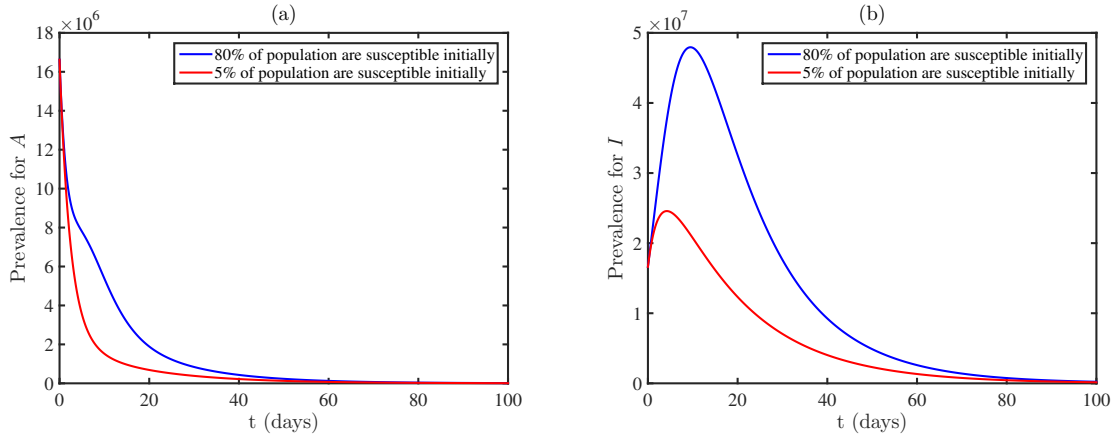 (a)
×10^6
18
16
14
12
10
8
6
4
2
0
Prevalence for A
80% of population are susceptible initially
5% of population are susceptible initially
0 20 40 60 80 100
t (days)
(b)
×10^7
5
4
3
2
1
0
Prevalence for I
80% of population are susceptible initially
5% of population are susceptible initially
0 20 40 60 80 100
t (days)